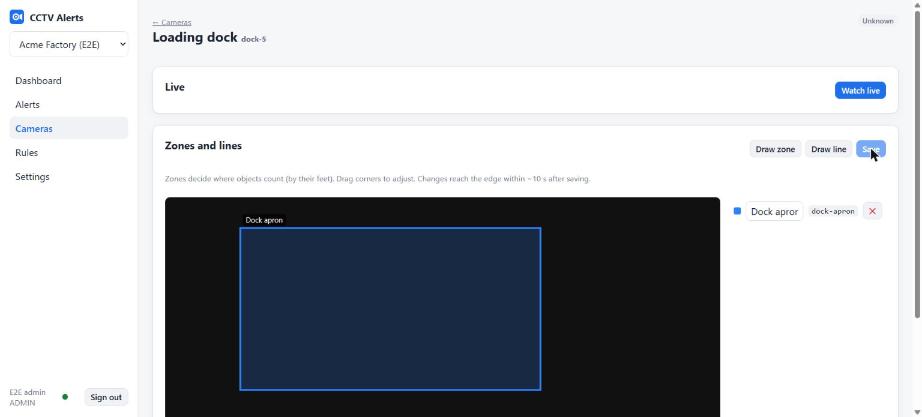 CCTV Alerts
Acme Factory (E2E)
Dashboard
Alerts
Cameras
Rules
Settings
E2E admin
ADMIN
Sign out
← Cameras
Loading dock dock-5
Unknown
Live
Watch live
Zones and lines
Draw zone
Draw line
Zones decide where objects count (by their feet). Drag corners to adjust. Changes reach the edge within ~10 s after saving.
Dock apron
Dock apror
dock-apron